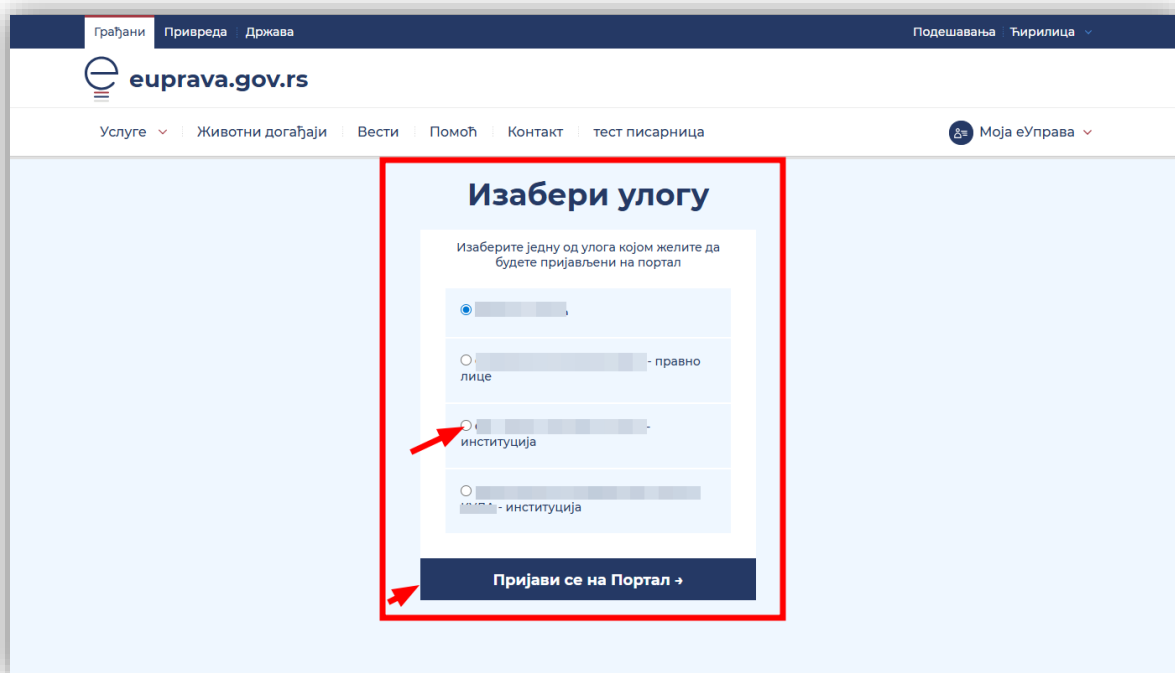 Грађани Привреда Држава Подешавања Ћирилица
euprava.gov.rs
Услуге Животни догађаји Вести Помоћ Контакт тест писарница Моја еУправа
Изабери улогу
Изаберите једну од улога којом желите да
будете пријављени на портал
- правно
лице
-
институција
- институција
Пријави се на Портал →